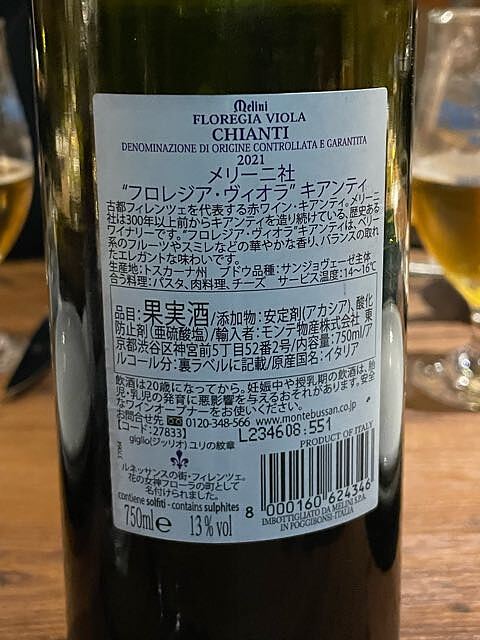 Melini
FLOREGIA VIOLA
CHIANTI
DENOMINAZIONE DI ORIGINE CONTROLLATA E GARANTITA
2021
メリーニ社
"フロレジア・ヴィオラ" キアンティ
古都フィレンツェを代表する赤ワイン・キアンティ。メリーニ
社は300年以上前からキアンティを造り続けている、歴史ある
ワイナリーです。"フロレジア・ヴィオラ"キアンティは、ベリー
系のフルーツやスミレなどの華やかな香り、バランスの取れ
たエレガントな味わいです。
生産地:トスカーナ州 ブドウ品種:サンジョヴェーゼ主体
合う料理:パスタ、肉料理、チーズ サービス温度:14～16℃
品目:果実酒/添加物:安定剤(アカシア)、酸化
防止剤(亜硫酸塩)/輸入者:モンテ物産株式会社 東
京都渋谷区神宮前5丁目52番2号/内容量:750ml/ア
ルコール分:裏ラベルに記載/原産国名:イタリア
飲酒は20歳になってから。妊娠中や授乳期の飲酒は、胎
児・乳児の発育に悪影響を与えるおそれがあります。安全
なワインオープナーをお使いください。
お問合せ先 0120-348-566 www.montebussan.co.jp
【コード:27833】
L234608:551
giglio(ジッリオ) ユリの紋章
PRODUCT OF ITALY
ルネッサンスの街・フィレンツェ。
花の女神フローラの町として
名付けられました。
contiene solfiti - contains sulphites
750ml e 13% vol
8 000160 624346
IMBOTTIGLIATO DA MELINI S.P.A.
IN POGGIBONSI-ITALIA